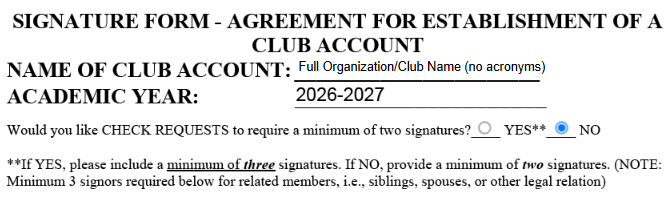 SIGNATURE FORM - AGREEMENT FOR ESTABLISHMENT OF A
CLUB ACCOUNT
NAME OF CLUB ACCOUNT: Full Organization/Club Name (no acronyms)
ACADEMIC YEAR: 2026-2027
Would you like CHECK REQUESTS to require a minimum of two signatures? YES** NO
**If YES, please include a minimum of three signatures. If NO, provide a minimum of two signatures. (NOTE:
Minimum 3 signors required below for related members, i.e., siblings, spouses, or other legal relation)